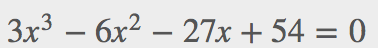 3x³ − 6x² − 27x + 54 = 0